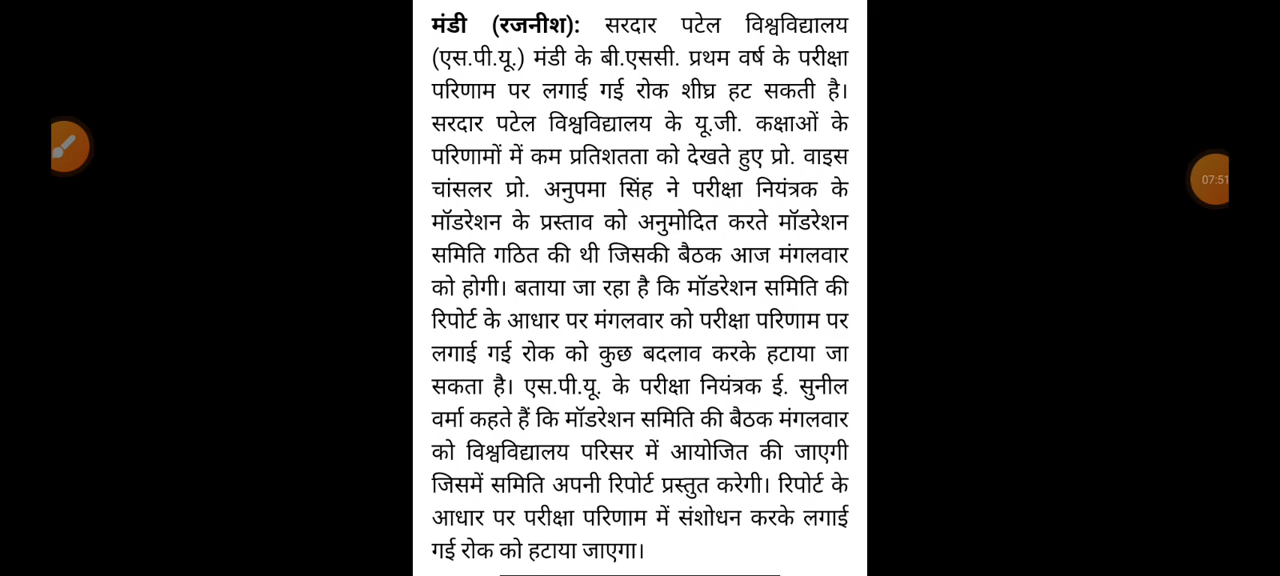 मंडी (रजनीश): सरदार पटेल विश्वविद्यालय
(एस.पी.यू.) मंडी के बी.एससी. प्रथम वर्ष के परीक्षा
परिणाम पर लगाई गई रोक शीघ्र हट सकती है।
सरदार पटेल विश्वविद्यालय के यू.जी. कक्षाओं के
परिणामों में कम प्रतिशतता को देखते हुए प्रो. वाइस
चांसलर प्रो. अनुपमा सिंह ने परीक्षा नियंत्रक के
मॉडरेशन के प्रस्ताव को अनुमोदित करते मॉडरेशन
समिति गठित की थी जिसकी बैठक आज मंगलवार
को होगी। बताया जा रहा है कि मॉडरेशन समिति की
रिपोर्ट के आधार पर मंगलवार को परीक्षा परिणाम पर
लगाई गई रोक को कुछ बदलाव करके हटाया जा
सकता है। एस.पी.यू. के परीक्षा नियंत्रक ई. सुनील
वर्मा कहते हैं कि मॉडरेशन समिति की बैठक मंगलवार
को विश्वविद्यालय परिसर में आयोजित की जाएगी
जिसमें समिति अपनी रिपोर्ट प्रस्तुत करेगी। रिपोर्ट के
आधार पर परीक्षा परिणाम में संशोधन करके लगाई
गई रोक को हटाया जाएगा।
07:51